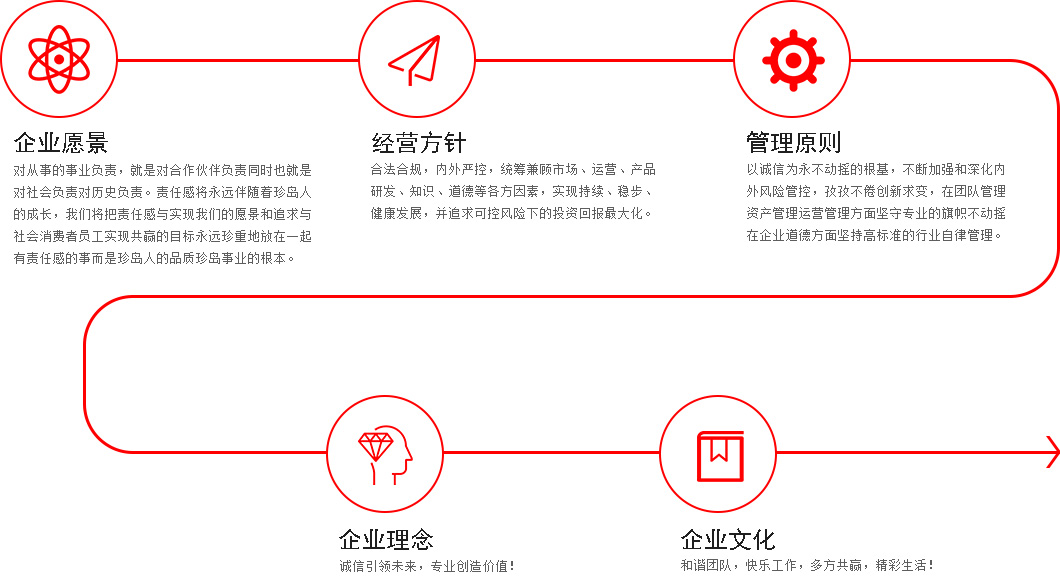 企业愿景
对从事的事业负责，就是对合作伙伴负责同时也就是
对社会负责对历史负责。责任感将永远伴随着珍岛人
的成长，我们将把责任感与实现我们的愿景和追求与
社会消费者员工实现共赢的目标永远珍重地放在一起
有责任感的事而是珍岛人的品质珍岛事业的根本。
经营方针
合法合规，内外严控，统筹兼顾市场、运营、产品
研发、知识、道德等各方因素，实现持续、稳步、
健康发展，并追求可控风险下的投资回报最大化。
管理原则
以诚信为永不动摇的根基，不断加强和深化内
外风险管控，孜孜不倦创新求变，在团队管理
资产管理运营管理方面坚守专业的旗帜不动摇
在企业道德方面坚持高标准的行业自律管理。
企业理念
诚信引领未来，专业创造价值！
企业文化
和谐团队，快乐工作，多方共赢，精彩生活！